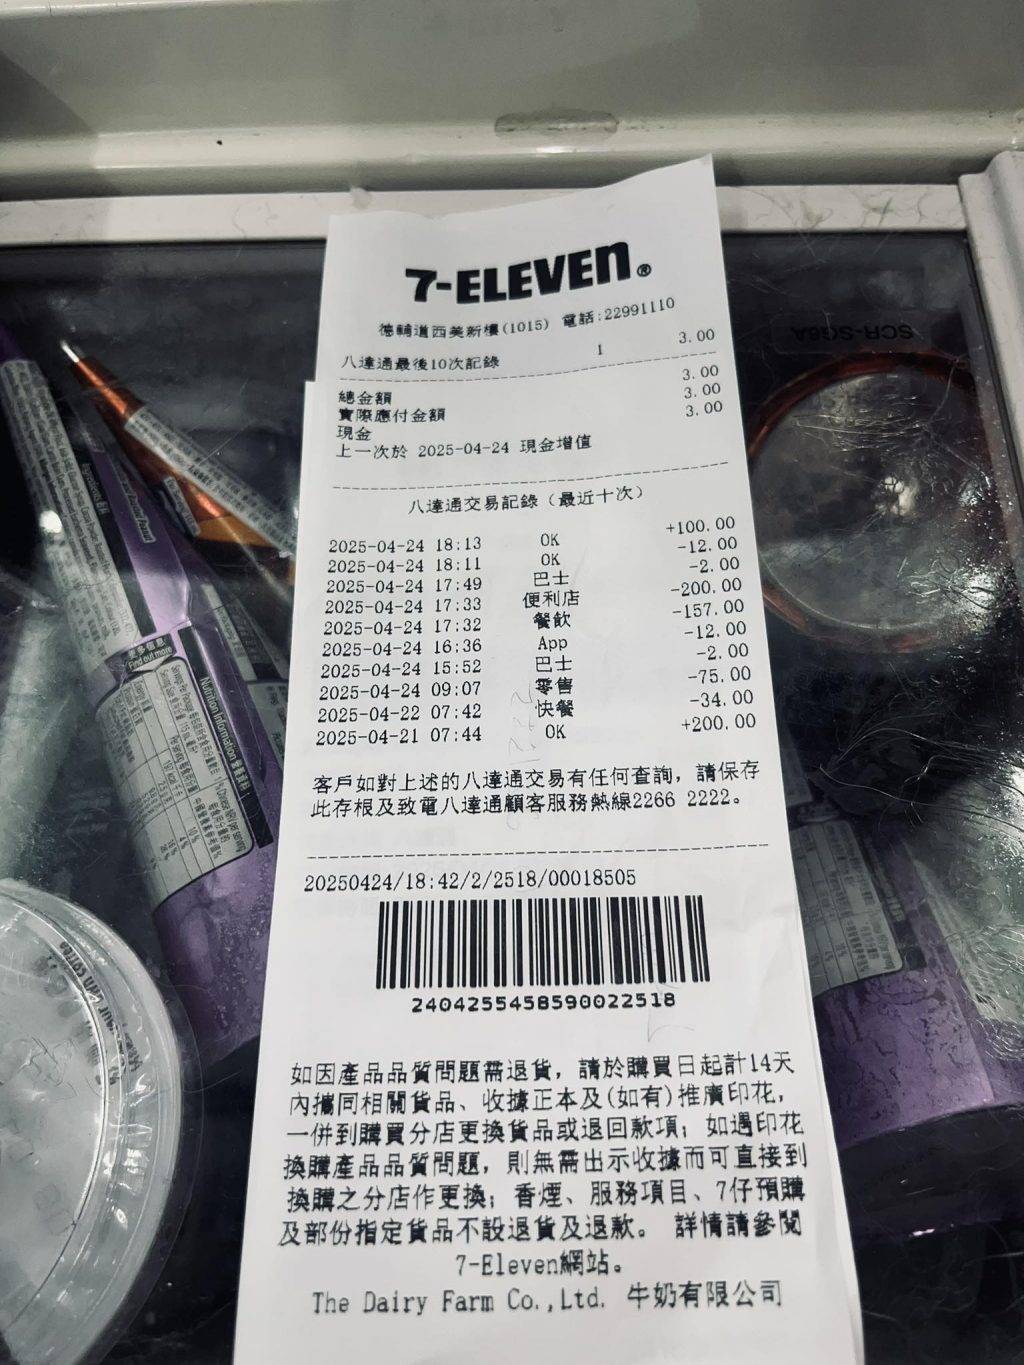 7-ELEVEN®
德輔道西美新樓(1015) 電話:22991110
八達通最後10次記錄 1 3.00
總金額 3.00
實際應付金額 3.00
現金 3.00
上一次於 2025-04-24 現金增值
八達通交易記錄(最近十次)
2025-04-24 18:13 OK +100.00
2025-04-24 18:11 OK -12.00
2025-04-24 17:49 巴士 -2.00
2025-04-24 17:33 便利店 -200.00
2025-04-24 17:32 餐飲 -157.00
2025-04-24 16:36 App -12.00
2025-04-24 15:52 巴士 -2.00
2025-04-24 09:07 零售 -75.00
2025-04-22 07:42 快餐 -34.00
2025-04-21 07:44 OK +200.00
客戶如對上述的八達通交易有任何查詢，請保存
此存根及致電八達通顧客服務熱線2266 2222。
20250424/18:42/2/2518/00018505
2404255458590022518
如因產品品質問題需退貨，請於購買日起計14天
內攜同相關貨品、收據正本及(如有)推廣印花，
一併到購買分店更換貨品或退回款項；如遇印花
換購產品品質問題，則無需出示收據而可直接到
換購之分店作更換；香煙、服務項目、7仔預購
及部份指定貨品不設退貨及退款。 詳情請參閱
7-Eleven網站。
The Dairy Farm Co.,Ltd. 牛奶有限公司
更多信息
Find out more
Nutrition Information
SCR-SG6A